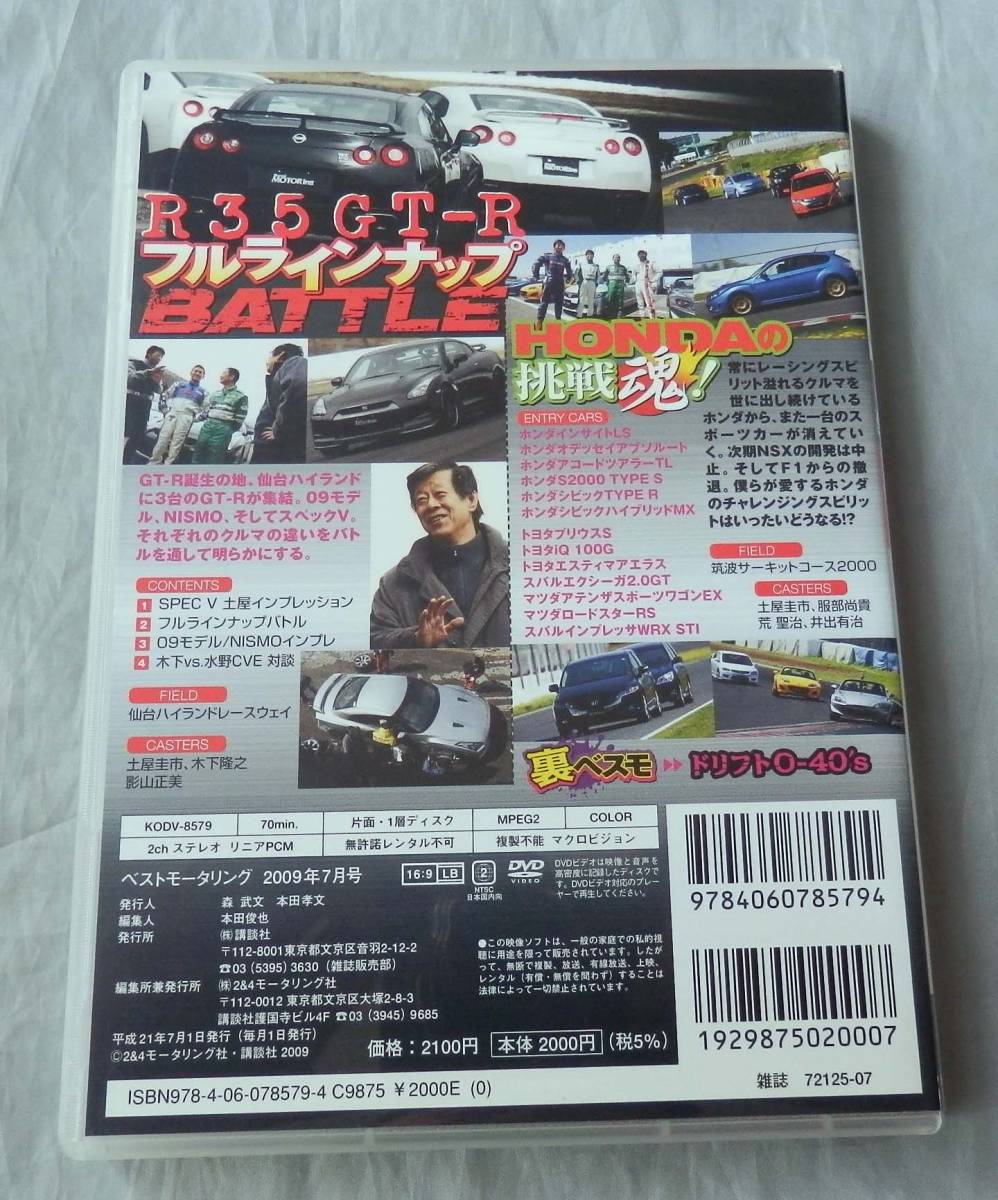 R35GT-R
フルラインナップ
BATTLE
GT-R誕生の地、仙台ハイランド
に3台のGT-Rが集結。09モデ
ル、NISMO、そしてスペックV。
それぞれのクルマの違いをバト
ルを通して明らかにする。
CONTENTS
1 SPEC V 土屋インプレッション
2 フルラインナップバトル
3 09モデル/NISMOインプレ
4 木下vs.水野CVE 対談
FIELD
仙台ハイランドレースウェイ
CASTERS
土屋圭市、木下隆之
影山正美
HONDAの
挑戦魂!
ENTRY CARS
ホンダインサイトLS
ホンダオデッセイアブソルート
ホンダアコードツアラーTL
ホンダS2000 TYPE S
ホンダシビックTYPE R
ホンダシビックハイブリッドMX
トヨタプリウスS
トヨタiQ 100G
トヨタエスティマアエラス
スバルエクシーガ2.0GT
マツダアテンザスポーツワゴンEX
マツダロードスターRS
スバルインプレッサWRX STI
常にレーシングスピ
リット溢れるクルマを
世に出し続けている
ホンダから、また一台のス
ポーツカーが消えてい
く。次期NSXの開発は中
止。そしてF1からの撤
退。僕らが愛するホンダ
のチャレンジングスピリッ
トはいったいどうなる!?
FIELD
筑波サーキットコース2000
CASTERS
土屋圭市、服部尚貴
荒 聖治、井出有治
裏ベスモ ドリフト0-40's
KODV-8579 70min. 片面・1層ディスク MPEG2 COLOR
2ch ステレオ リニアPCM 無許諾レンタル不可 複製不能 マクロビジョン
ベストモータリング 2009年7月号
16:9 LB
2
NTSC
日本国内向
DVD
VIDEO
DVDビデオは映像と音声を
高密度に記録したディスクで
す。DVDビデオ対応のプレー
ヤーで再生してください。
発行人 森 武文 本田孝文
編集人 本田俊也
発行所 ㈱講談社
〒112-8001東京都文京区音羽2-12-2
☎03 (5395) 3630 (雑誌販売部)
編集所兼発行所 ㈱2&4モータリング社
〒112-0012 東京都文京区大塚2-8-3
講談社護国寺ビル4F ☎03 (3945) 9685
●この映像ソフトは、一般の家庭での私的視
聴に用途を限って販売されています。したが
って、無断で複製、放送、有線放送、上映、
レンタル(有償・無償を問わず)することは
法律によって一切禁止されています。
平成21年7月1日発行(毎月1日発行)
©2&4モータリング社・講談社 2009
価格:2100円 本体 2000円 (税5%)
9784060785794
1929875020007
ISBN978-4-06-078579-4 C9875 ¥2000E (0)
雑誌 72125-07